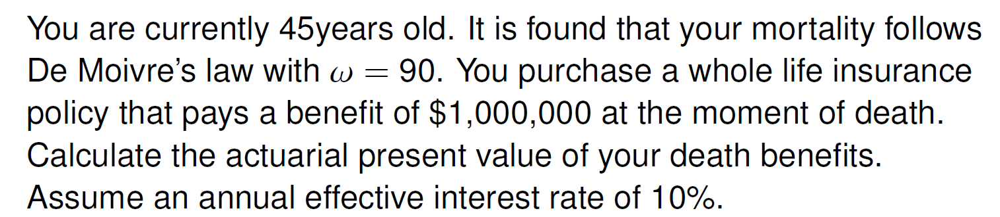 You are currently 45years old. It is found that your mortality follows
De Moivre's law with ω = 90. You purchase a whole life insurance
policy that pays a benefit of $1,000,000 at the moment of death.
Calculate the actuarial present value of your death benefits.
Assume an annual effective interest rate of 10%.